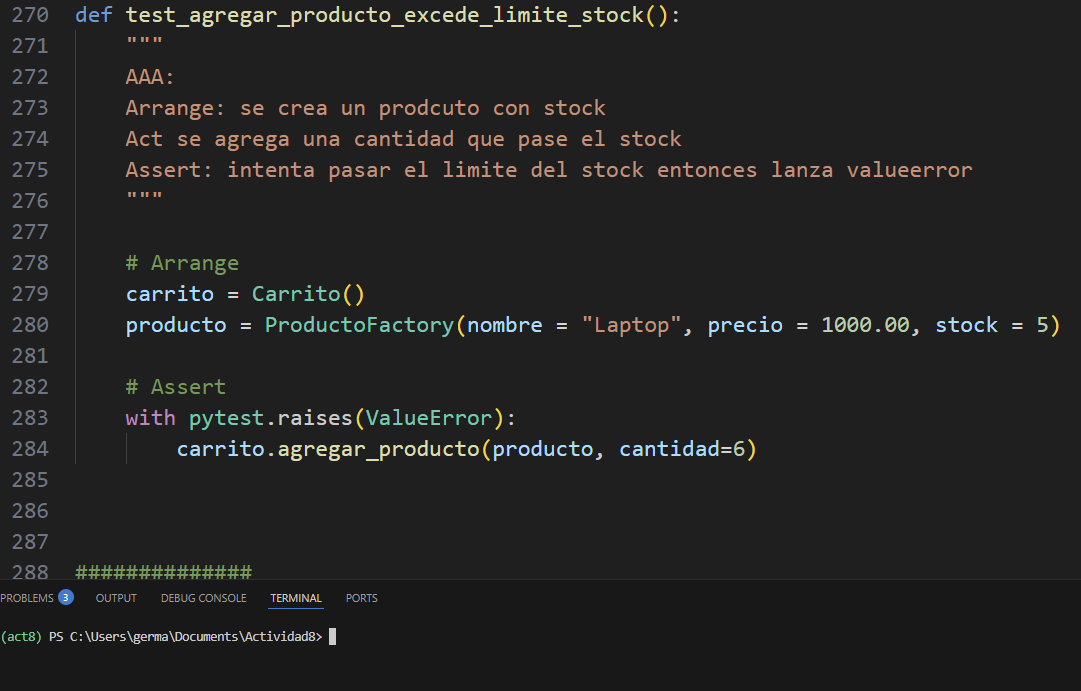 270 def test_agregar_producto_excede_limite_stock():
271 """
272 AAA:
273 Arrange: se crea un prodcuto con stock
274 Act se agrega una cantidad que pase el stock
275 Assert: intenta pasar el limite del stock entonces lanza valueerror
276 """
277
278 # Arrange
279 carrito = Carrito()
280 producto = ProductoFactory(nombre = "Laptop", precio = 1000.00, stock = 5)
281
282 # Assert
283 with pytest.raises(ValueError):
284 carrito.agregar_producto(producto, cantidad=6)
285
286
287
288 ##############
PROBLEMS 3 OUTPUT DEBUG CONSOLE TERMINAL PORTS
(act8) PS C:\Users\germa\Documents\Actividad8>